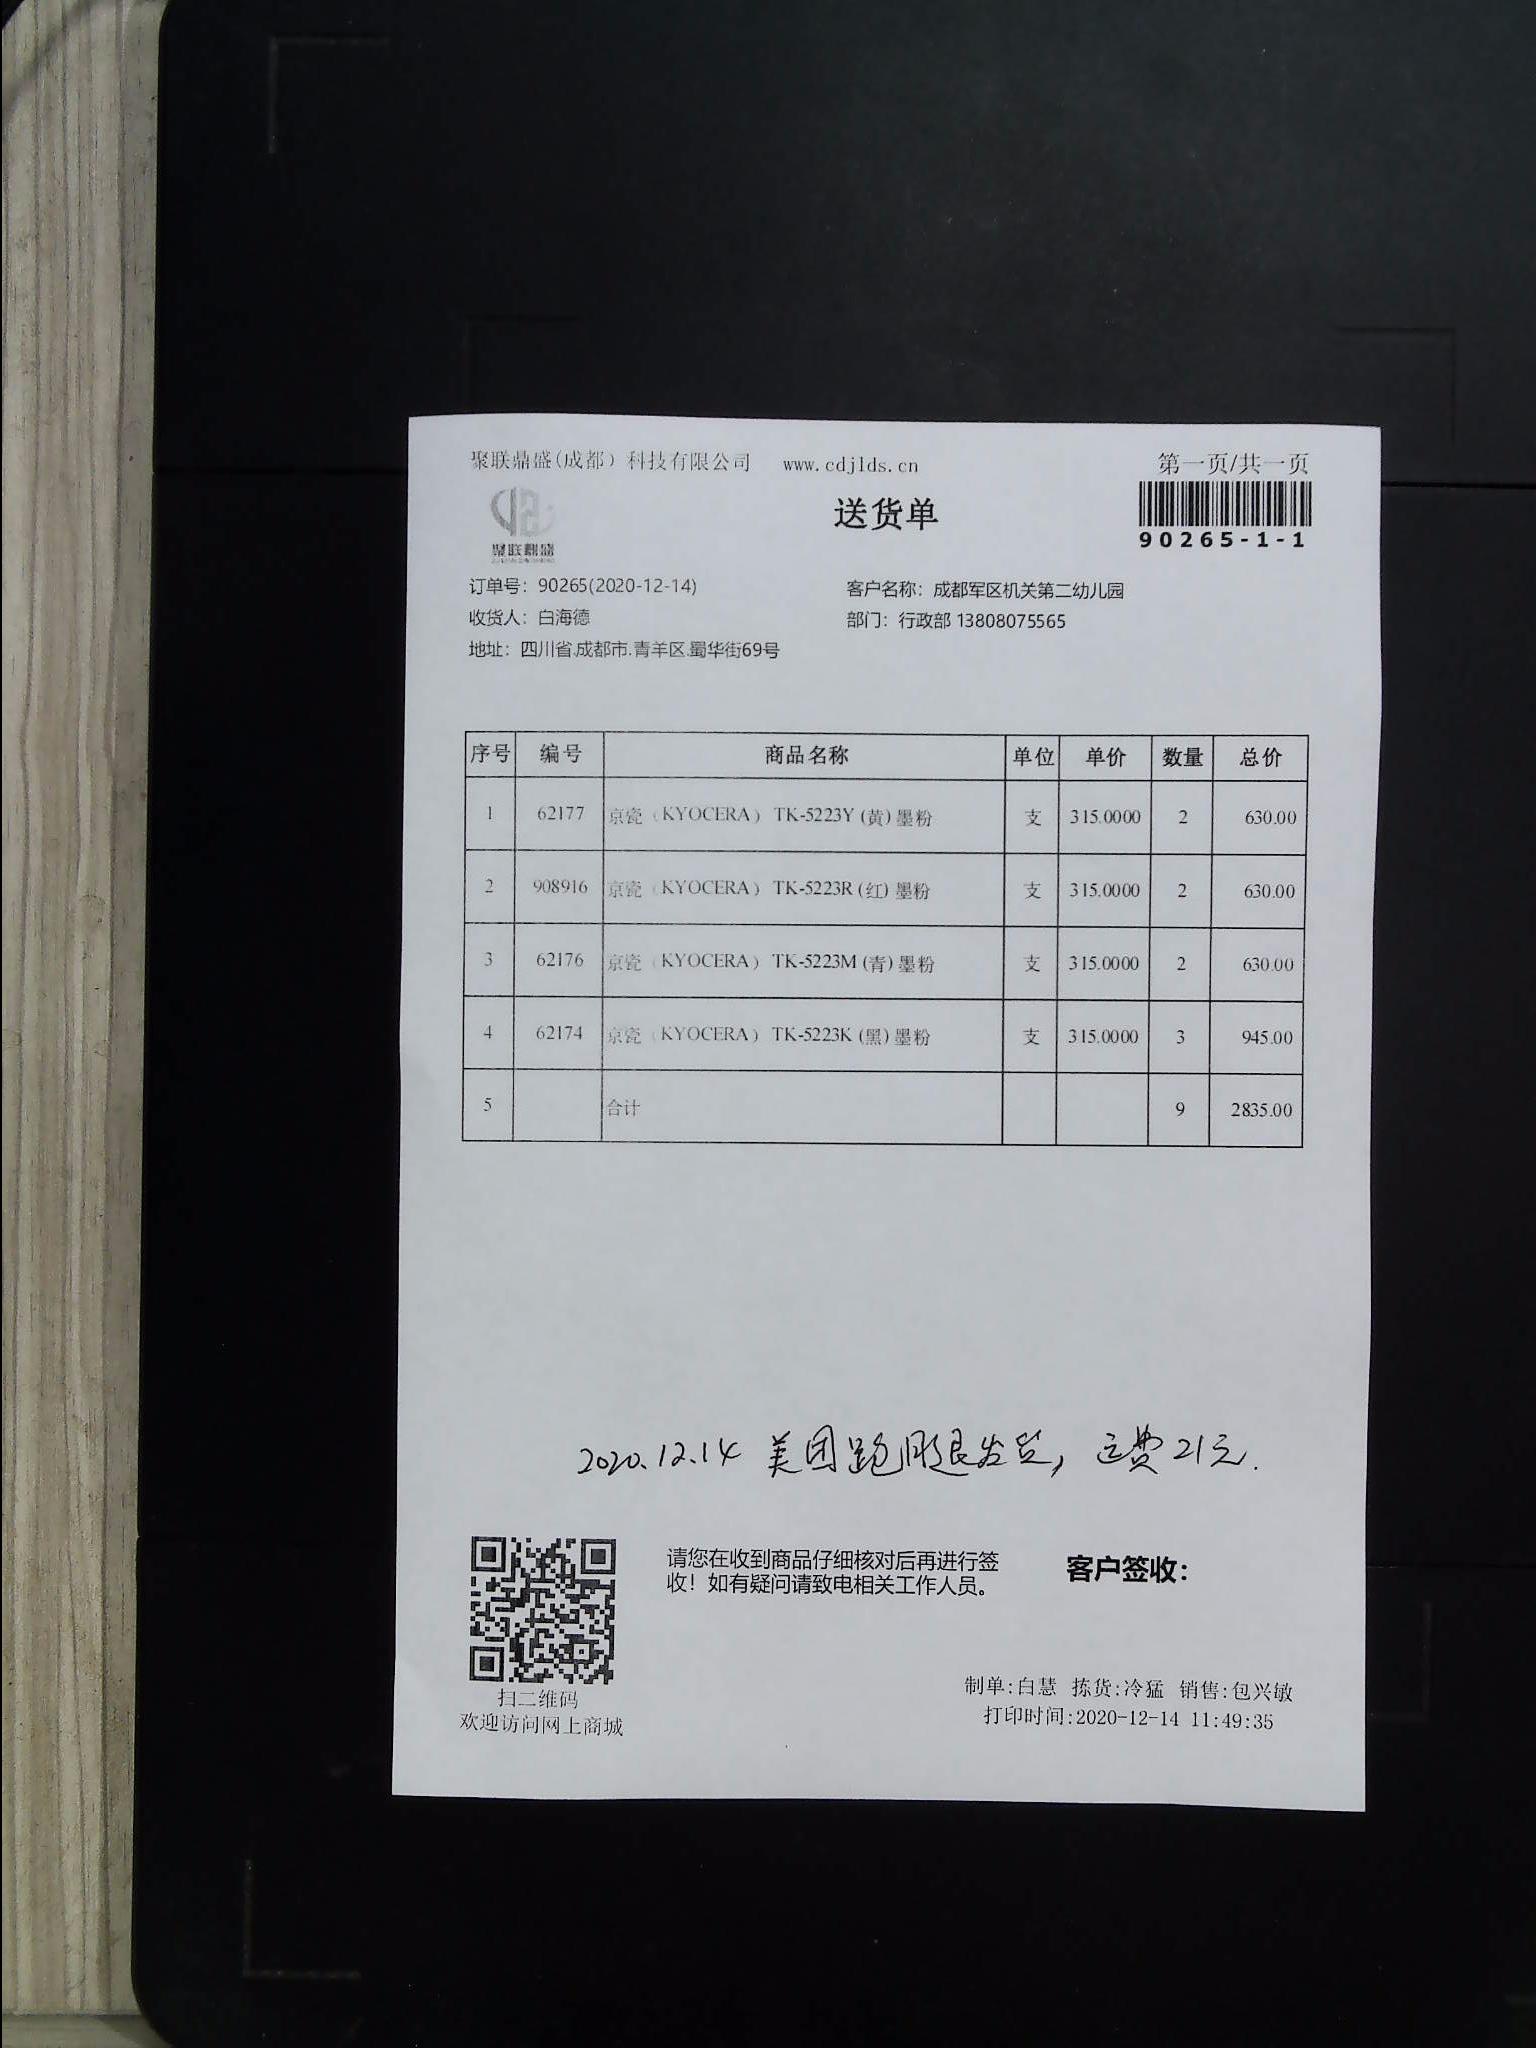 聚联鼎盛(成都）科技有限公司 www.cdjlds.cn 第一页/共一页
聚联鼎盛
送货单
90265-1-1
订单号：90265(2020-12-14) 客户名称：成都军区机关第二幼儿园
收货人：白海德 部门：行政部 13808075565
地址：四川省.成都市.青羊区.蜀华街69号
序号 编号 商品名称 单位 单价 数量 总价
1 62177 京瓷（KYOCERA） TK-5223Y (黄) 墨粉 支 315.0000 2 630.00
2 908916 京瓷（KYOCERA） TK-5223R (红) 墨粉 支 315.0000 2 630.00
3 62176 京瓷（KYOCERA） TK-5223M (青) 墨粉 支 315.0000 2 630.00
4 62174 京瓷（KYOCERA） TK-5223K (黑) 墨粉 支 315.0000 3 945.00
5 合计 9 2835.00
2020.12.14 美团跑腿发货，运费21元.
请您在收到商品仔细核对后再进行签
收！如有疑问请致电相关工作人员。
客户签收：
扫二维码
欢迎访问网上商城
制单:白慧 拣货:冷猛 销售:包兴敏
打印时间:2020-12-14 11:49:35